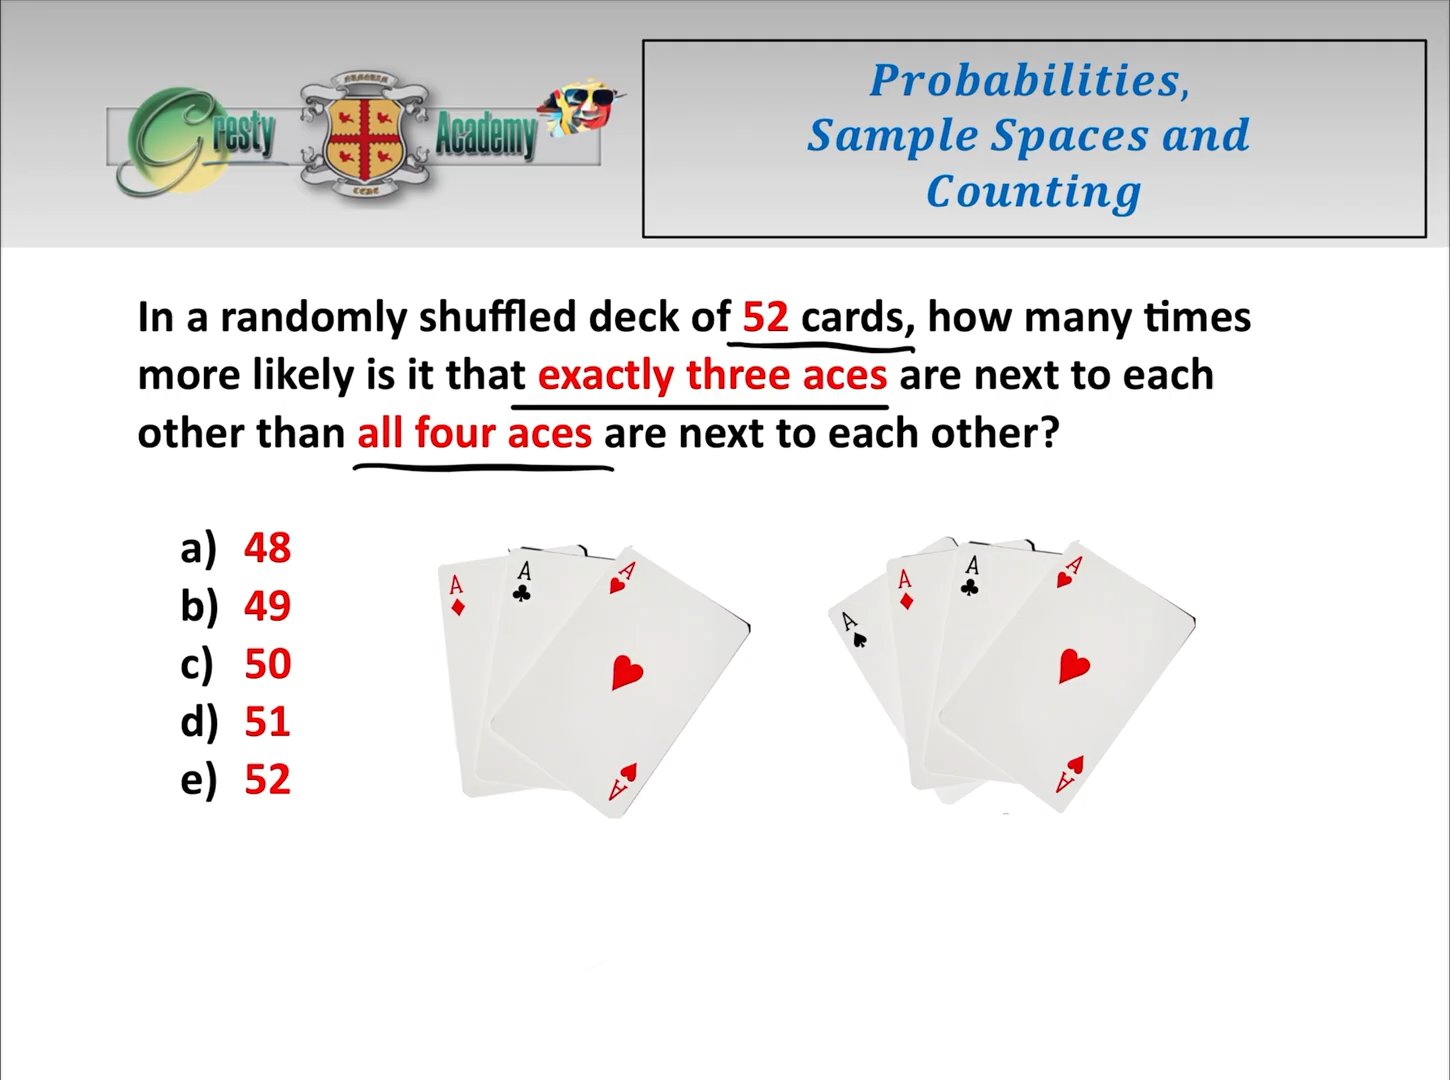 Gresty Academy
Probabilities,
Sample Spaces and
Counting
In a randomly shuffled deck of 52 cards, how many times
more likely is it that exactly three aces are next to each
other than all four aces are next to each other?
a) 48
b) 49
c) 50
d) 51
e) 52
A A A
A A A A
A
A